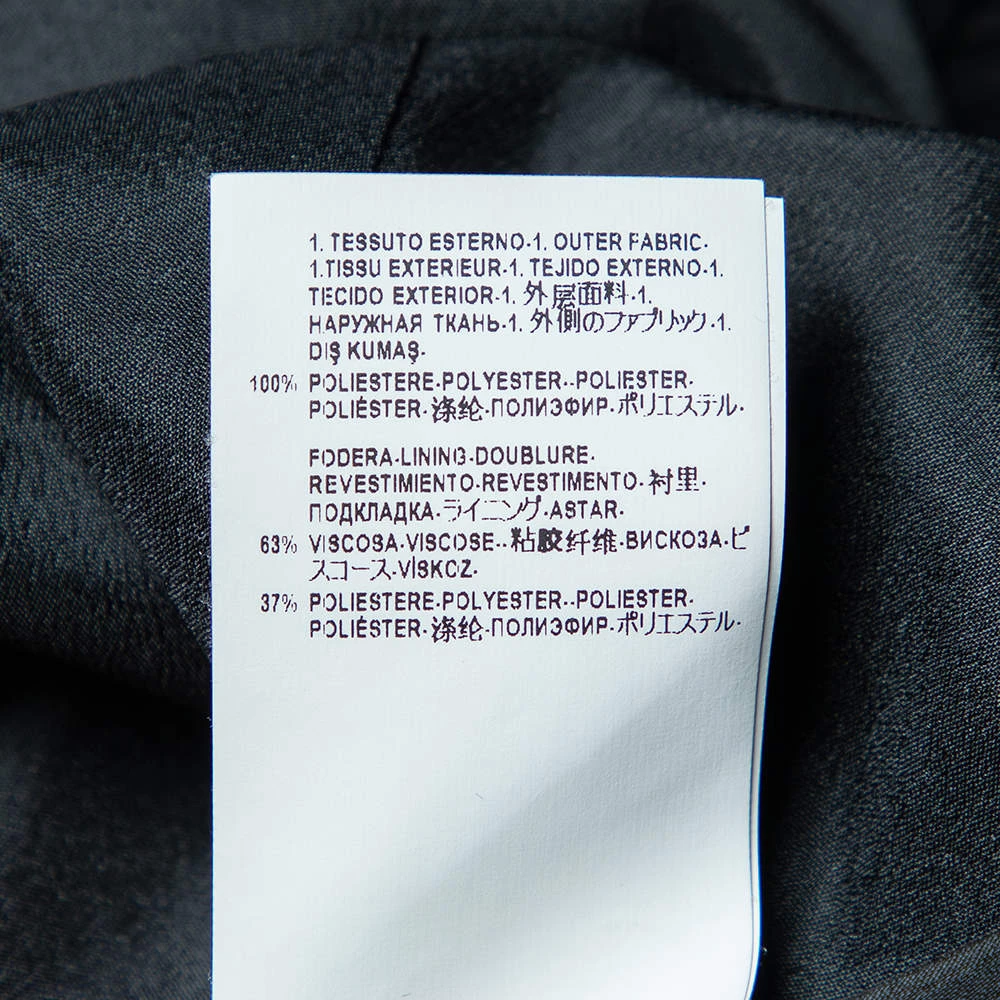 1. TESSUTO ESTERNO-1. OUTER FABRIC-
1.TISSU EXTERIEUR-1. TEJIDO EXTERNO-1.
TECIDO EXTERIOR-1. 外层面料-1.
НАРУЖНАЯ ТКАНЬ-1. 外側のファブリック-1.
DIŞ KUMAŞ-
100% POLIESTERE-POLYESTER--POLIESTER-
POLIÉSTER-涤纶-ПОЛИЭФИР-ポリエステル-
FODERA-LINING-DOUBLURE-
REVESTIMIENTO-REVESTIMENTO-衬里-
ПОДКЛАДКА-ライニング-ASTAR-
63% VISCOSA-VISCOSE--粘胶纤维-ВИСКОЗА-ビ
スコース-VİSKOZ-
37% POLIESTERE-POLYESTER--POLIESTER-
POLIÉSTER-涤纶-ПОЛИЭФИР-ポリエステル-